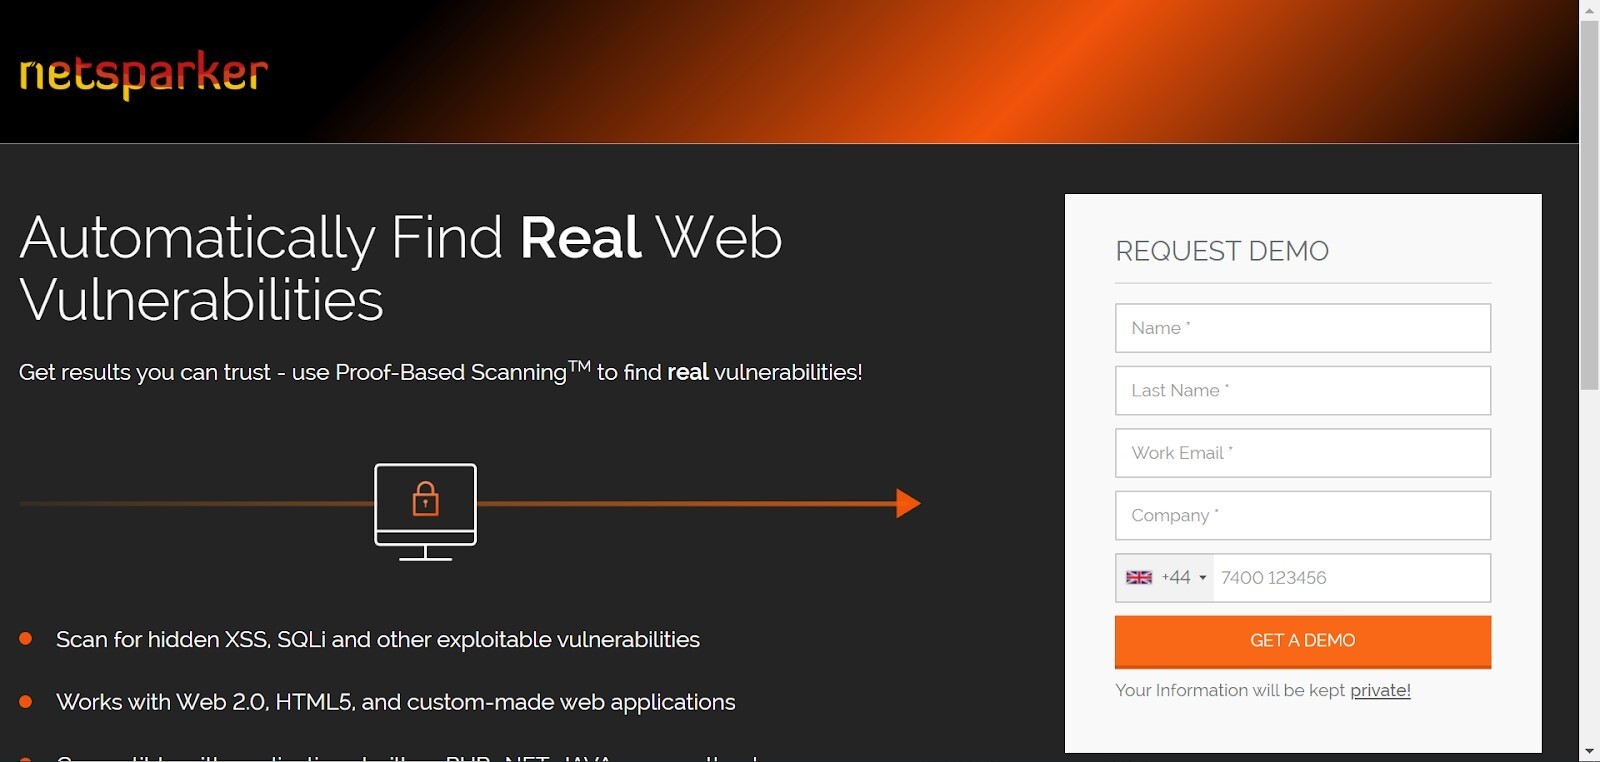 netsparker
Automatically Find Real Web
Vulnerabilities
Get results you can trust - use Proof-Based Scanning™ to find real vulnerabilities!
Scan for hidden XSS, SQLi and other exploitable vulnerabilities
Works with Web 2.0, HTML5, and custom-made web applications
REQUEST DEMO
Name *
Last Name *
Work Email *
Company *
+44 7400 123456
GET A DEMO
Your Information will be kept private!